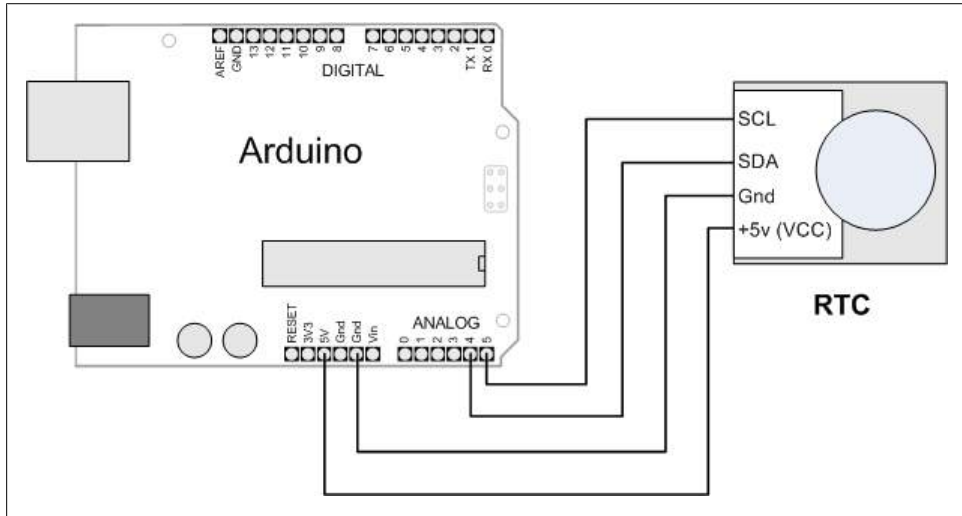 AREF GND 13 12 11 10 9 8 7 6 5 4 3 2 TX 1 RX 0
DIGITAL
Arduino
SCL
SDA
Gnd
+5v (VCC)
RTC
ANALOG
RESET 3V3 5V Gnd Gnd Vin 0 1 2 3 4 5